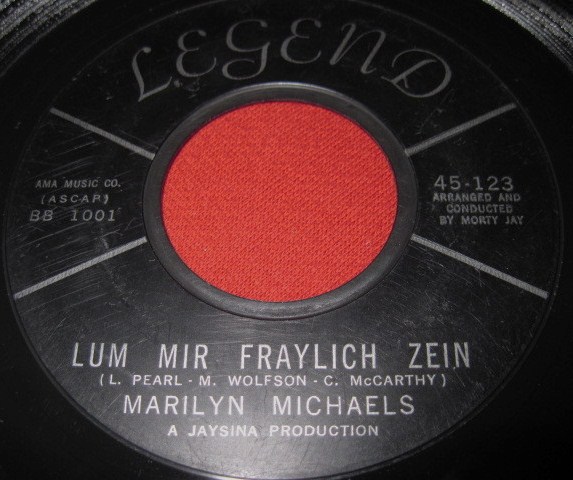 LEGEND
AMA MUSIC CO.
(ASCAP)
BB 1001
45-123
ARRANGED AND
CONDUCTED
BY MORTY JAY
LUM MIR FRAYLICH ZEIN
(L. PEARL - M. WOLFSON - C. McCARTHY)
MARILYN MICHAELS
A JAYSINA PRODUCTION